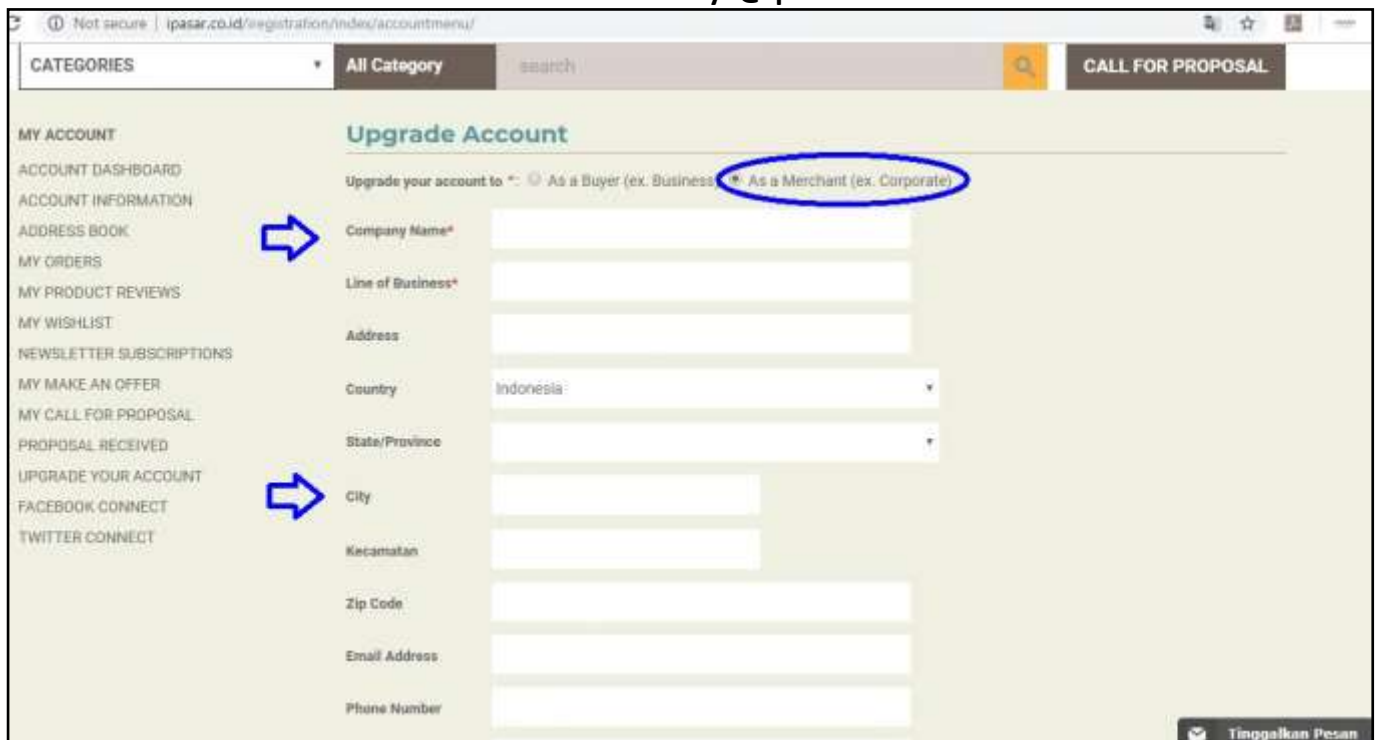 Not secure | ipasar.co.id/registration/index/accountmenu/
CATEGORIES
All Category
search
CALL FOR PROPOSAL
MY ACCOUNT
ACCOUNT DASHBOARD
ACCOUNT INFORMATION
ADDRESS BOOK
MY ORDERS
MY PRODUCT REVIEWS
MY WISHLIST
NEWSLETTER SUBSCRIPTIONS
MY MAKE AN OFFER
MY CALL FOR PROPOSAL
PROPOSAL RECEIVED
UPGRADE YOUR ACCOUNT
FACEBOOK CONNECT
TWITTER CONNECT
Upgrade Account
Upgrade your account to *: As a Buyer (ex. Business) As a Merchant (ex. Corporate)
Company Name*
Line of Business*
Address
Country Indonesia
State/Province
City
Kecamatan
Zip Code
Email Address
Phone Number
Tinggalkan Pesan